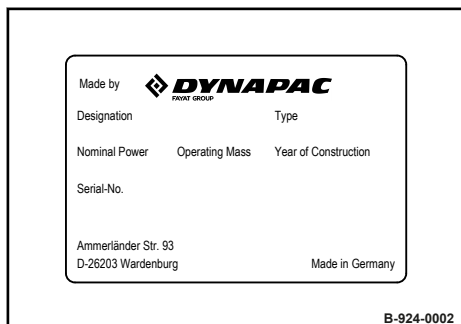 Made by DYNAPAC
FAYAT GROUP
Designation Type
Nominal Power Operating Mass Year of Construction
Serial-No.
Ammerländer Str. 93
D-26203 Wardenburg Made in Germany
B-924-0002